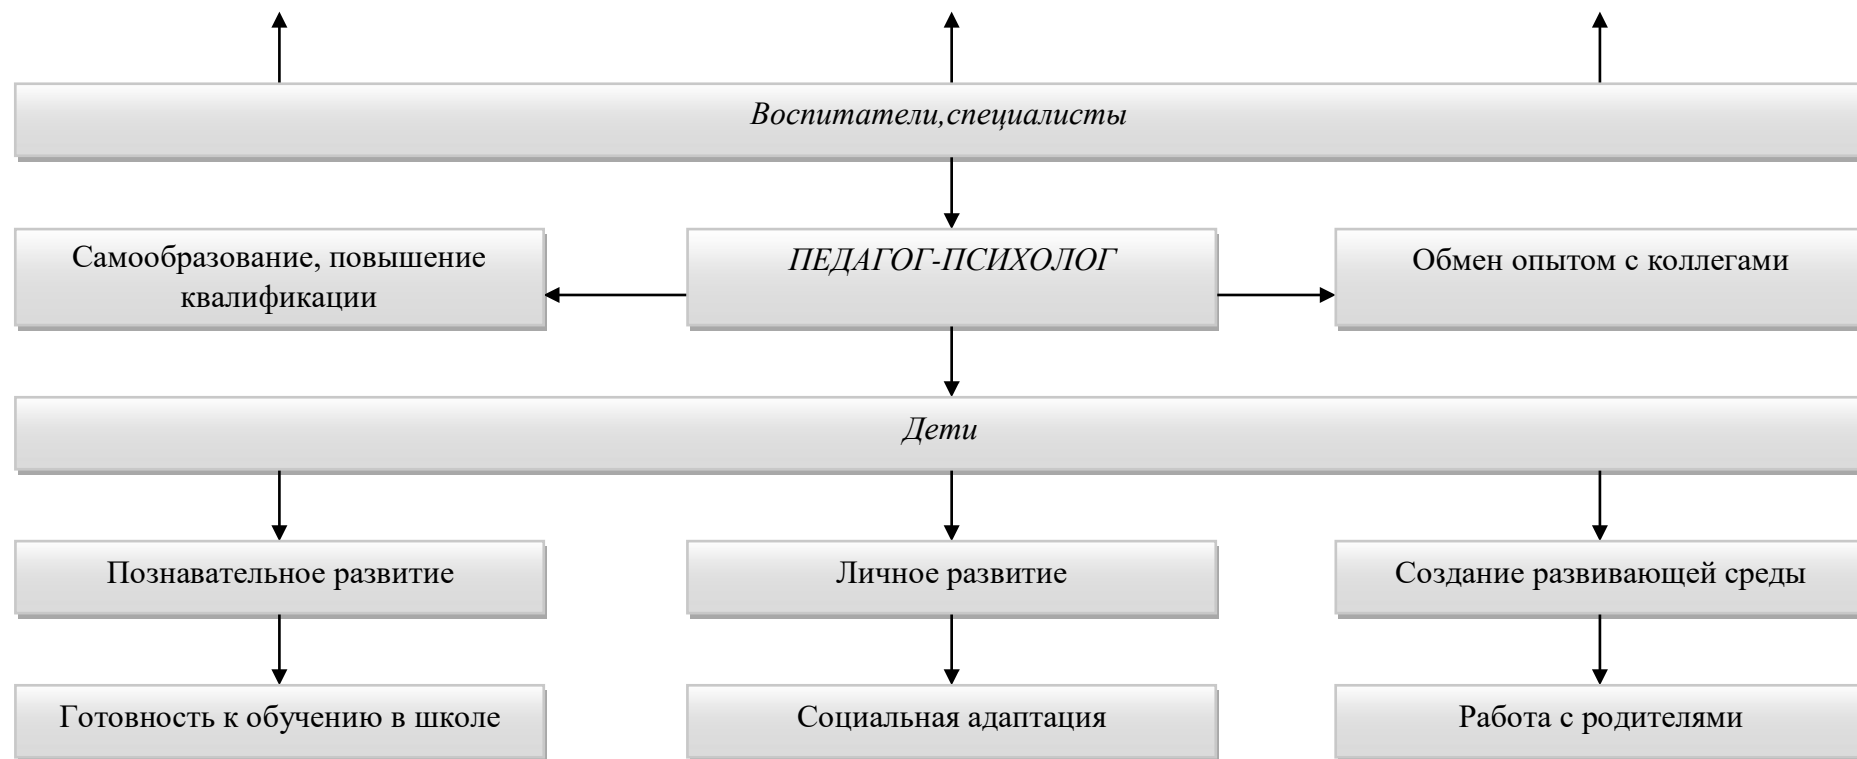 Воспитатели,специалисты
Самообразование, повышение
квалификации
ПЕДАГОГ-ПСИХОЛОГ
Обмен опытом с коллегами
Дети
Познавательное развитие
Личное развитие
Создание развивающей среды
Готовность к обучению в школе
Социальная адаптация
Работа с родителями